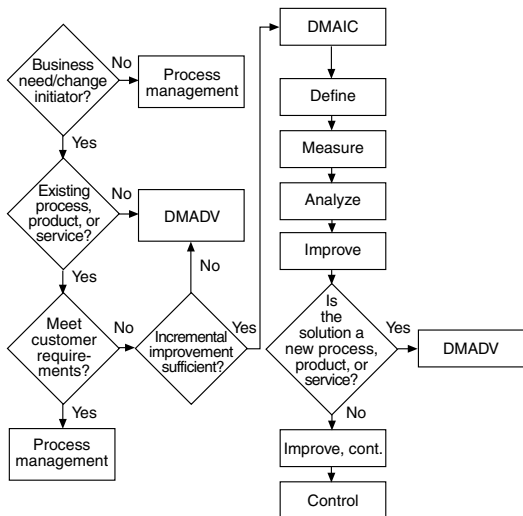 Business
need/change
initiator?
No
Process
management
Yes
Existing
process,
product, or
service?
No
DMADV
Yes
No
Meet
customer
require-
ments?
No
Incremental
improvement
sufficient?
Yes
Yes
Process
management
DMAIC
Define
Measure
Analyze
Improve
Is
the
solution a
new process,
product, or
service?
Yes
DMADV
No
Improve, cont.
Control